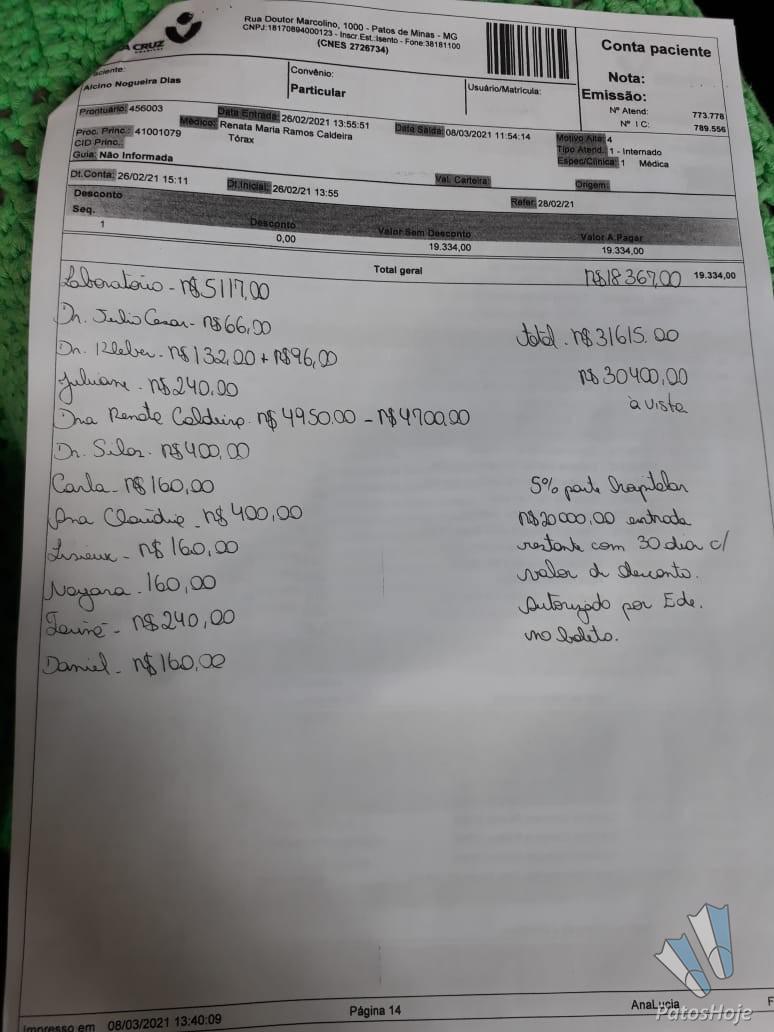 Rua Doutor Marcolino, 1000 - Patos de Minas - MG
CNPJ:18170894000123 - Inscr.Est.:Isento - Fone:38181100
(CNES 2726734)
A CRUZ
Conta paciente
Nota:
Emissão:
Nº Atend: 773.778
Nº I C: 789.556
aciente:
Alcino Nogueira Dias
Convênio:
Particular
Usuário/Matrícula:
Prontuário: 456003
Data Entrada: 26/02/2021 13:55:51
Data Saída: 08/03/2021 11:54:14
Motivo Alta: 4
Proc. Princ.: 41001079
Médico: Renata Maria Ramos Caldeira
Tipo Atend. 1 - Internado
CID Princ.:
Tórax
Espec/Clínica: 1 Médica
Guia: Não Informada
Dt.Conta: 26/02/21 15:11
Dt.Inicial: 26/02/21 13:55
Val. Carteira:
Origem:
Refer: 28/02/21
Desconto
Seq. Desconto Valor Sem Desconto Valor A Pagar
1 0,00 19.334,00 19.334,00
Total geral R$18367,00 19.334,00
Laboratório - R$5117,00
Dr. Julio Cesar - R$66,00
Total - R$31615.00
Dr. Kleber - R$132,00 + R$96,00
R$30400,00
Juliane - R$240,00
à vista
Dra Renata Caldeira R$4950,00 - R$4700,00
Dr. Silas - R$400,00
Carla - R$160,00
5% parte hospitalar
Ana Claudia - R$400,00
R$20000,00 entrada
Lisieux - R$160,00
restante com 30 dia c/
valor de desconto.
Nayara - 160,00
Autorizado por Ede.
R$240,00
no boleto.
Daniel - R$160,00
Impresso em 08/03/2021 13:40:09
Página 14
AnaLucia
PatosHoje